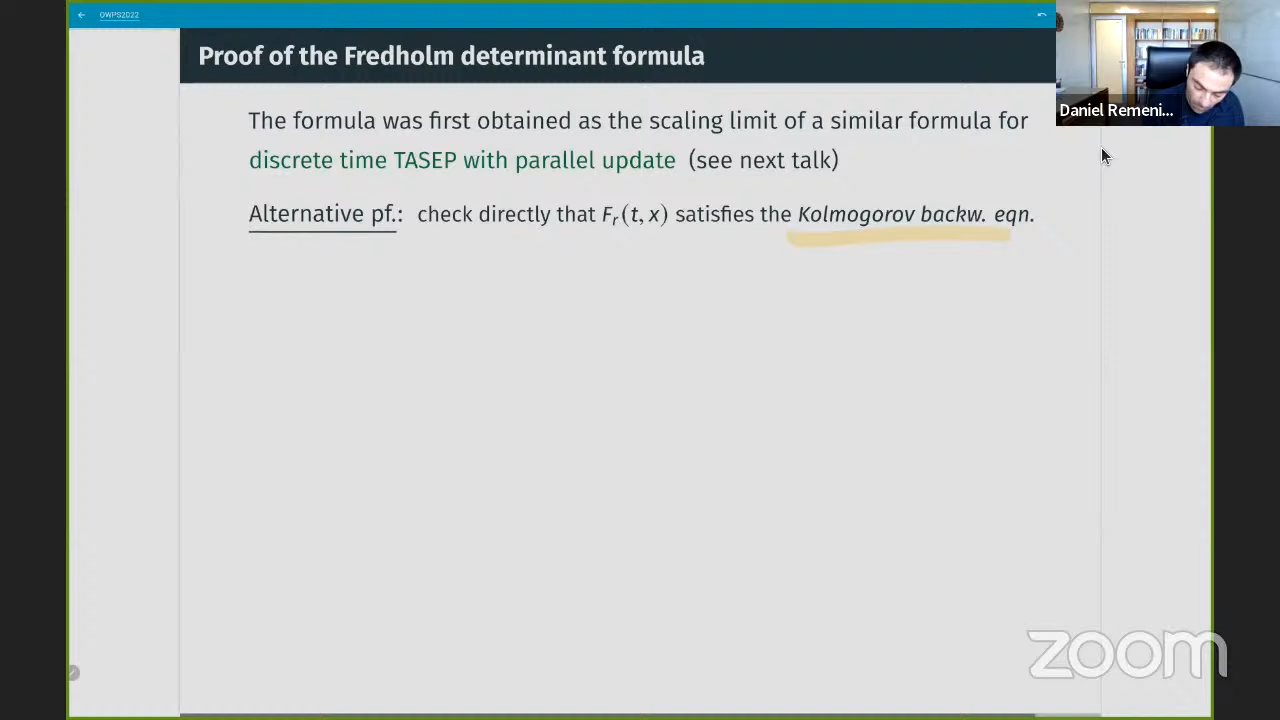 OWPS2022
Proof of the Fredholm determinant formula
Daniel Remeni...
The formula was first obtained as the scaling limit of a similar formula for
discrete time TASEP with parallel update (see next talk)
Alternative pf.: check directly that Fᵣ(t, x) satisfies the Kolmogorov backw. eqn.
zoom